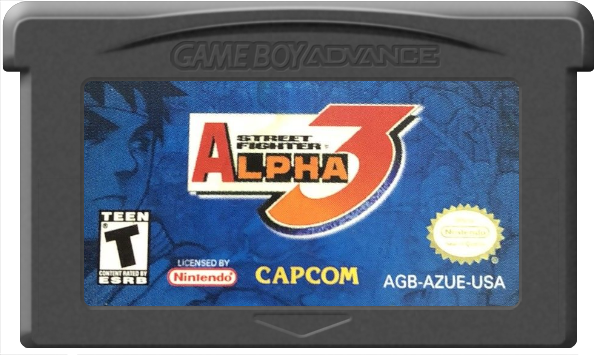 GAME BOY ADVANCE
STREET
FIGHTER
ALPHA 3
TEEN
T
CONTENT RATED BY
ESRB
LICENSED BY
Nintendo
CAPCOM
Nintendo
AGB-AZUE-USA